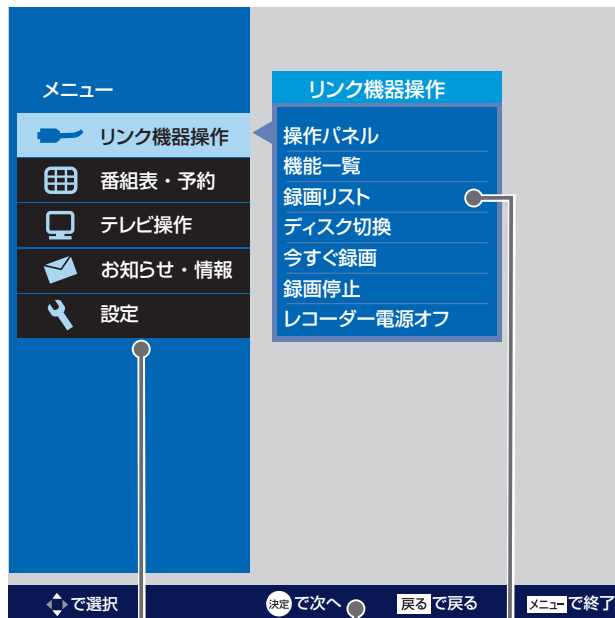 メニュー
リンク機器操作
番組表・予約
テレビ操作
お知らせ・情報
設定
リンク機器操作
操作パネル
機能一覧
録画リスト
ディスク切換
今すぐ録画
録画停止
レコーダー電源オフ
で選択 決定 で次へ 戻る で戻る メニュー で終了